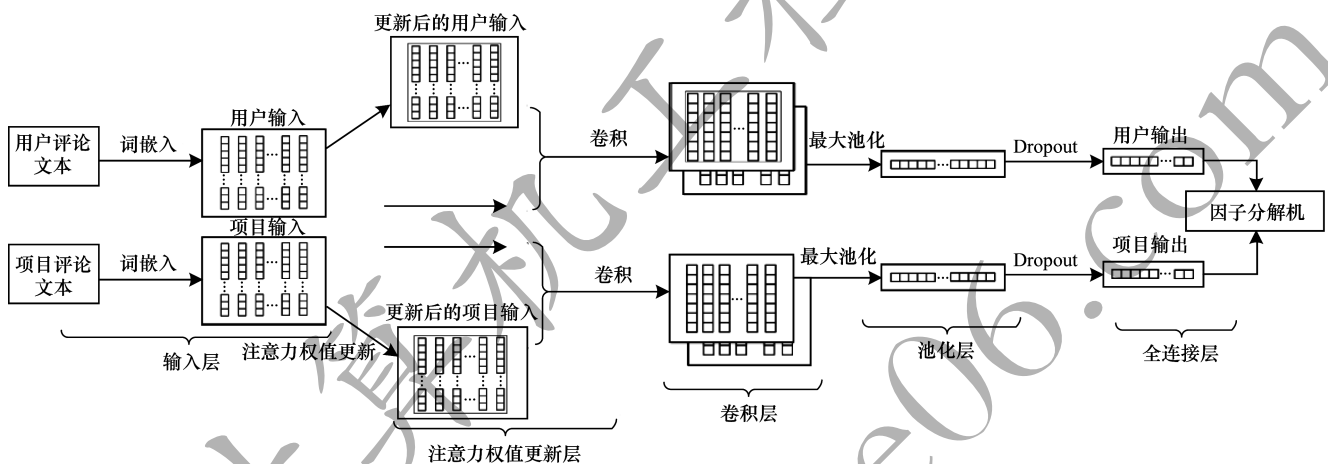 更新后的用户输入
用户评论
文本
词嵌入
用户输入
卷积
最大池化
Dropout
用户输出
因子分解机
项目评论
文本
词嵌入
项目输入
卷积
最大池化
Dropout
项目输出
更新后的项目输入
输入层
注意力权值更新
注意力权值更新层
卷积层
池化层
全连接层